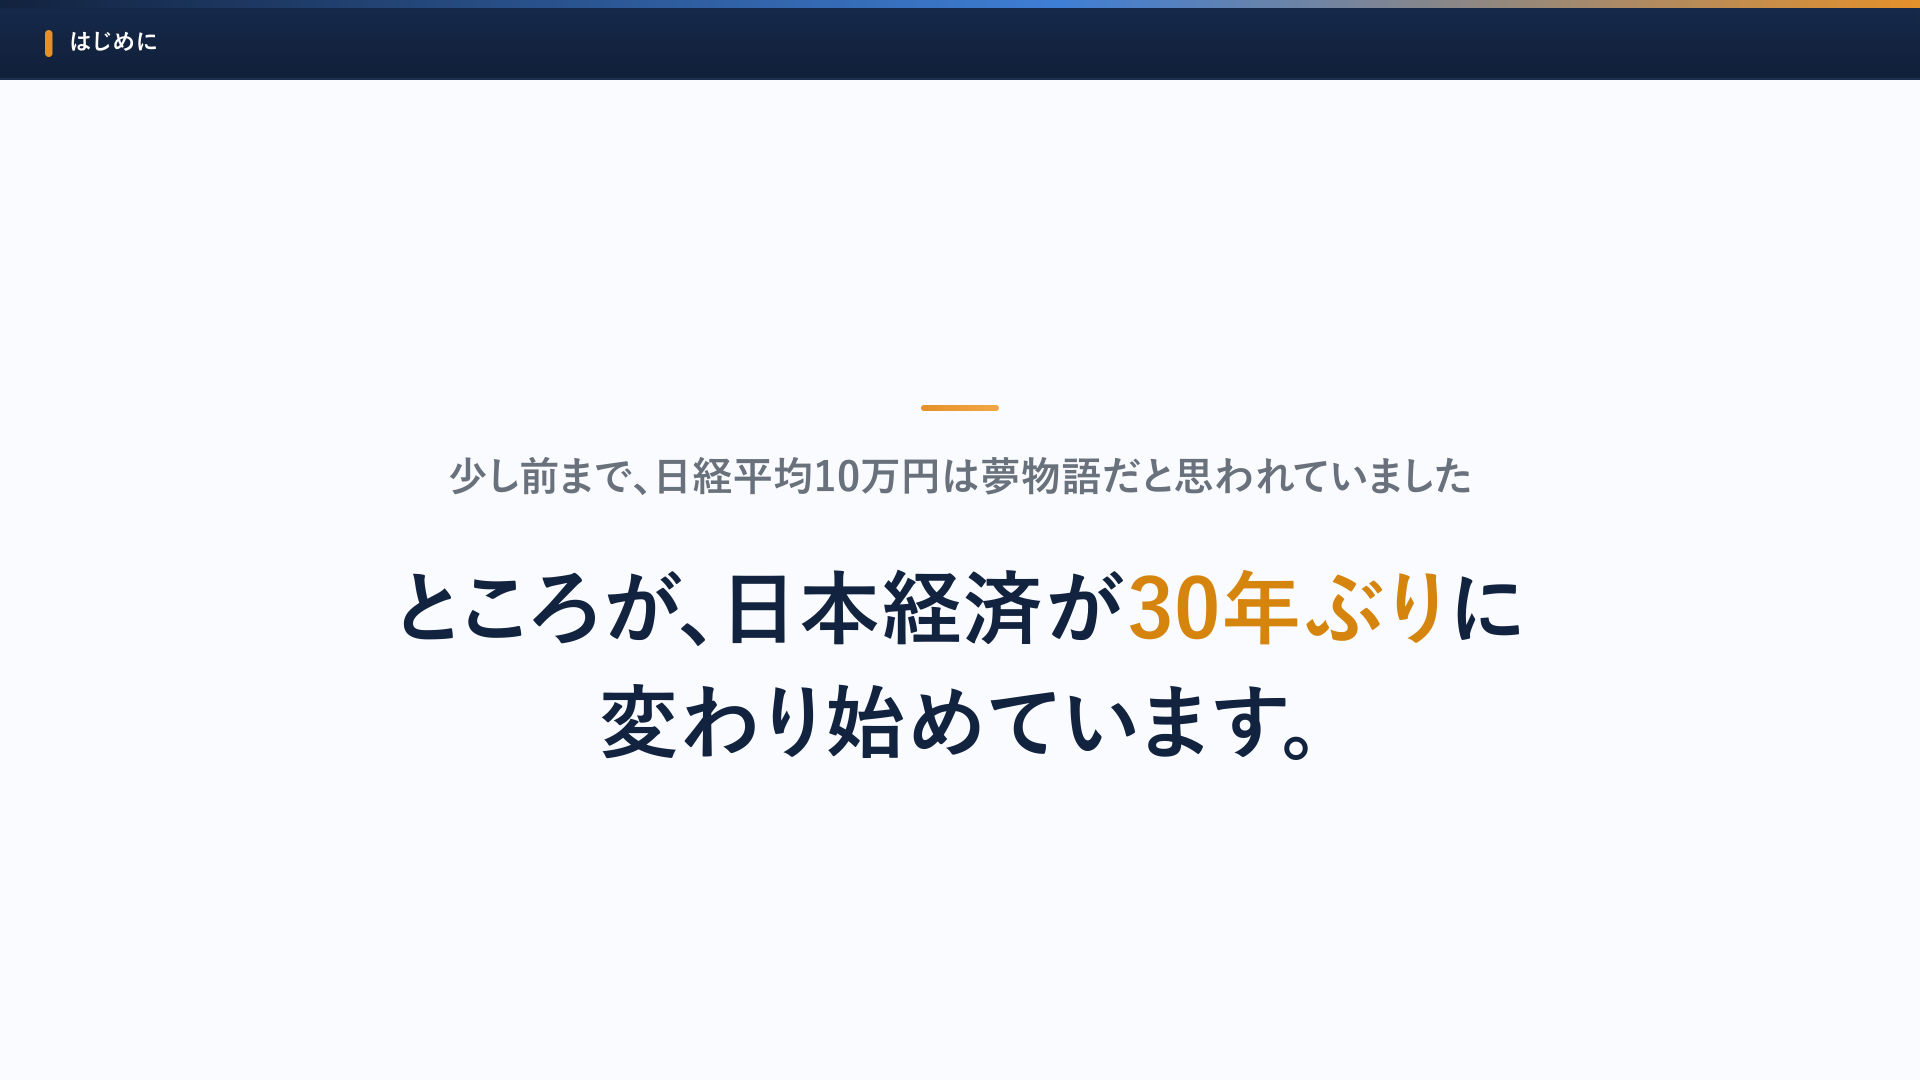 はじめに
少し前まで、日経平均10万円は夢物語だと思われていました
ところが、日本経済が30年ぶりに
変わり始めています。